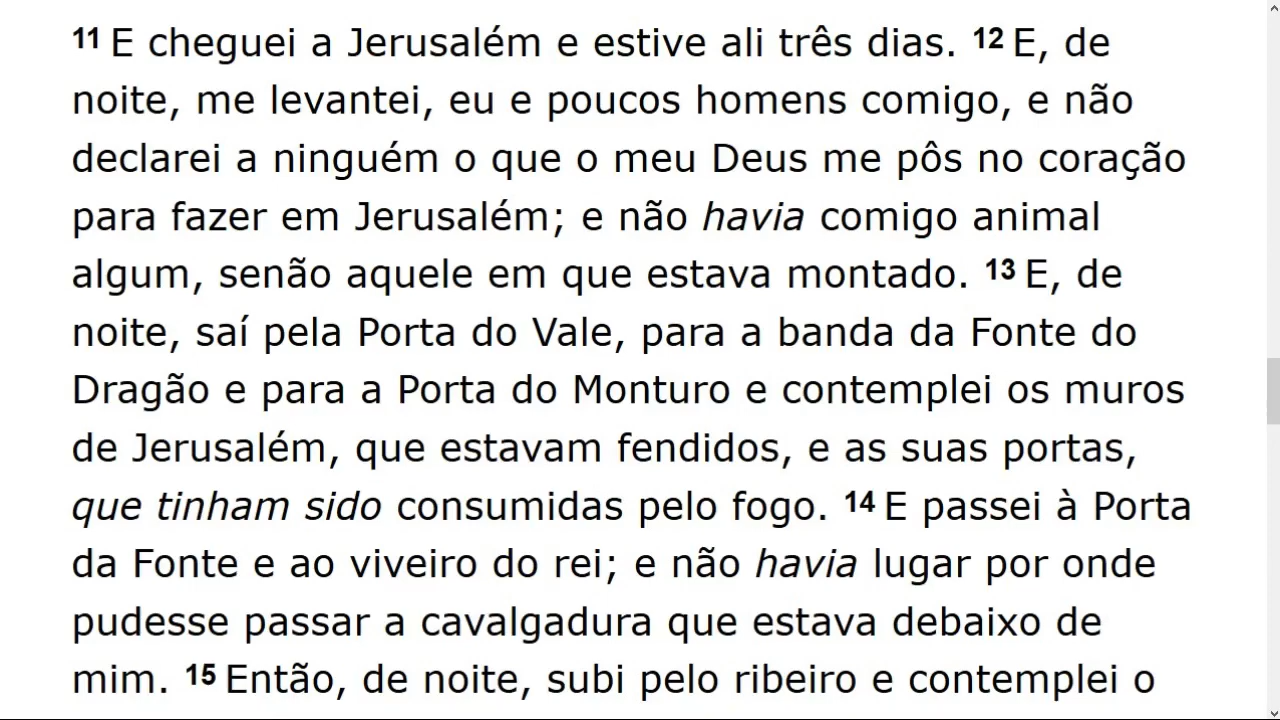 11 E cheguei a Jerusalém e estive ali três dias. 12 E, de
noite, me levantei, eu e poucos homens comigo, e não
declarei a ninguém o que o meu Deus me pôs no coração
para fazer em Jerusalém; e não havia comigo animal
algum, senão aquele em que estava montado. 13 E, de
noite, saí pela Porta do Vale, para a banda da Fonte do
Dragão e para a Porta do Monturo e contemplei os muros
de Jerusalém, que estavam fendidos, e as suas portas,
que tinham sido consumidas pelo fogo. 14 E passei à Porta
da Fonte e ao viveiro do rei; e não havia lugar por onde
pudesse passar a cavalgadura que estava debaixo de
mim. 15 Então, de noite, subi pelo ribeiro e contemplei o